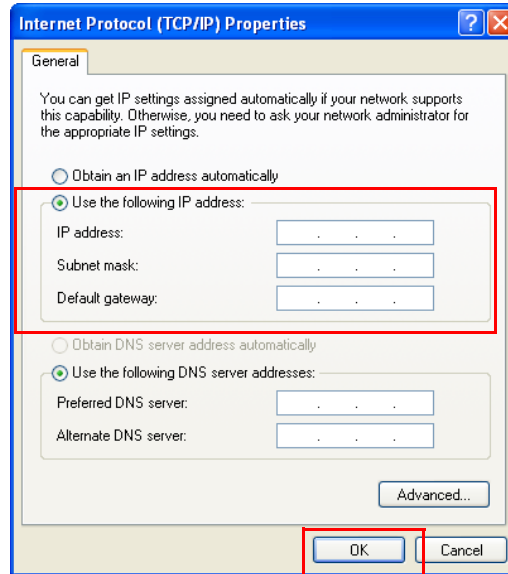 Internet Protocol (TCP/IP) Properties
General
You can get IP settings assigned automatically if your network supports
this capability. Otherwise, you need to ask your network administrator for
the appropriate IP settings.
Obtain an IP address automatically
Use the following IP address:
IP address:
Subnet mask:
Default gateway:
Obtain DNS server address automatically
Use the following DNS server addresses:
Preferred DNS server:
Alternate DNS server:
Advanced...
OK Cancel